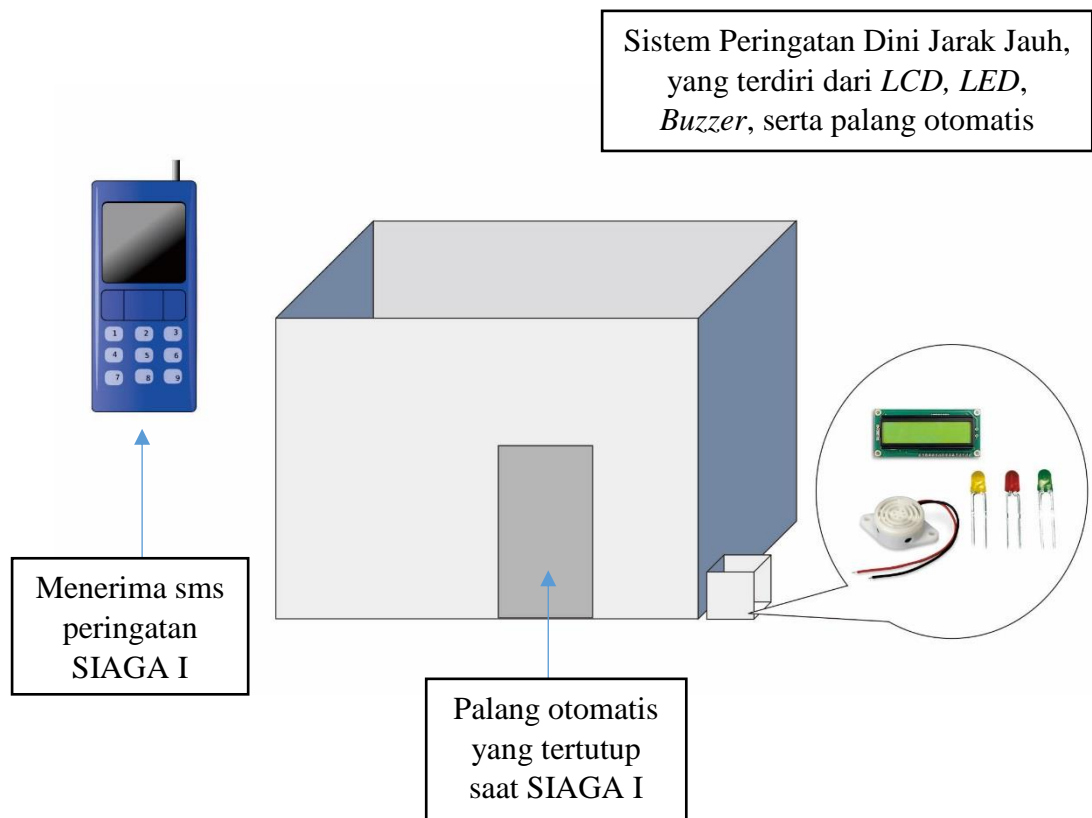 Sistem Peringatan Dini Jarak Jauh,
yang terdiri dari LCD, LED,
Buzzer, serta palang otomatis
1 2 3
4 5 6
7 8 9
Menerima sms
peringatan
SIAGA I
Palang otomatis
yang tertutup
saat SIAGA I